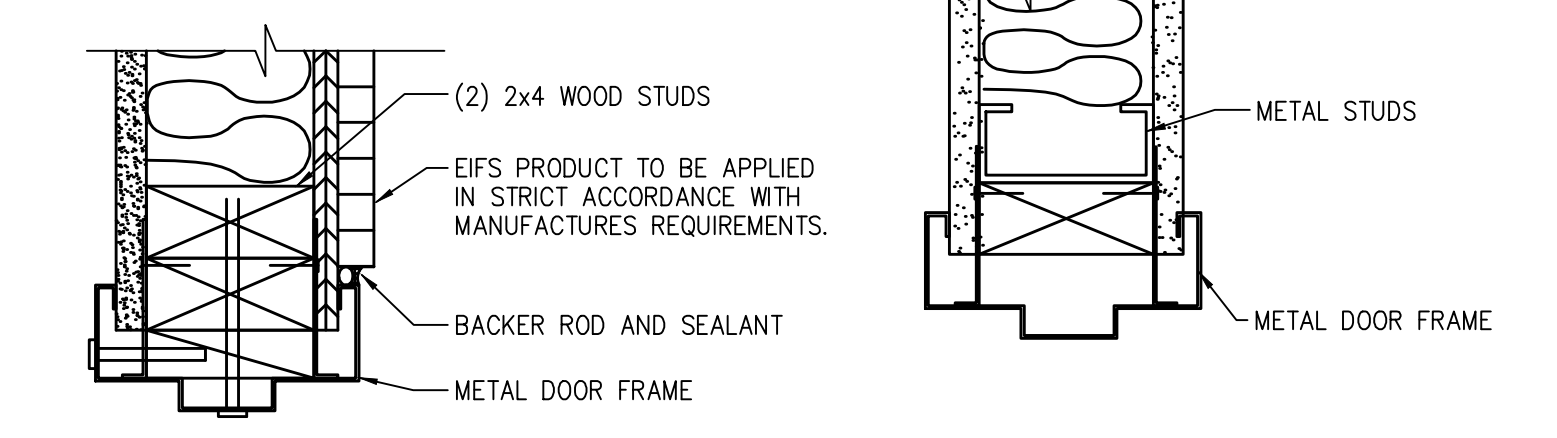 (2) 2x4 WOOD STUDS
EIFS PRODUCT TO BE APPLIED
IN STRICT ACCORDANCE WITH
MANUFACTURES REQUIREMENTS.
BACKER ROD AND SEALANT
METAL DOOR FRAME
METAL STUDS
METAL DOOR FRAME